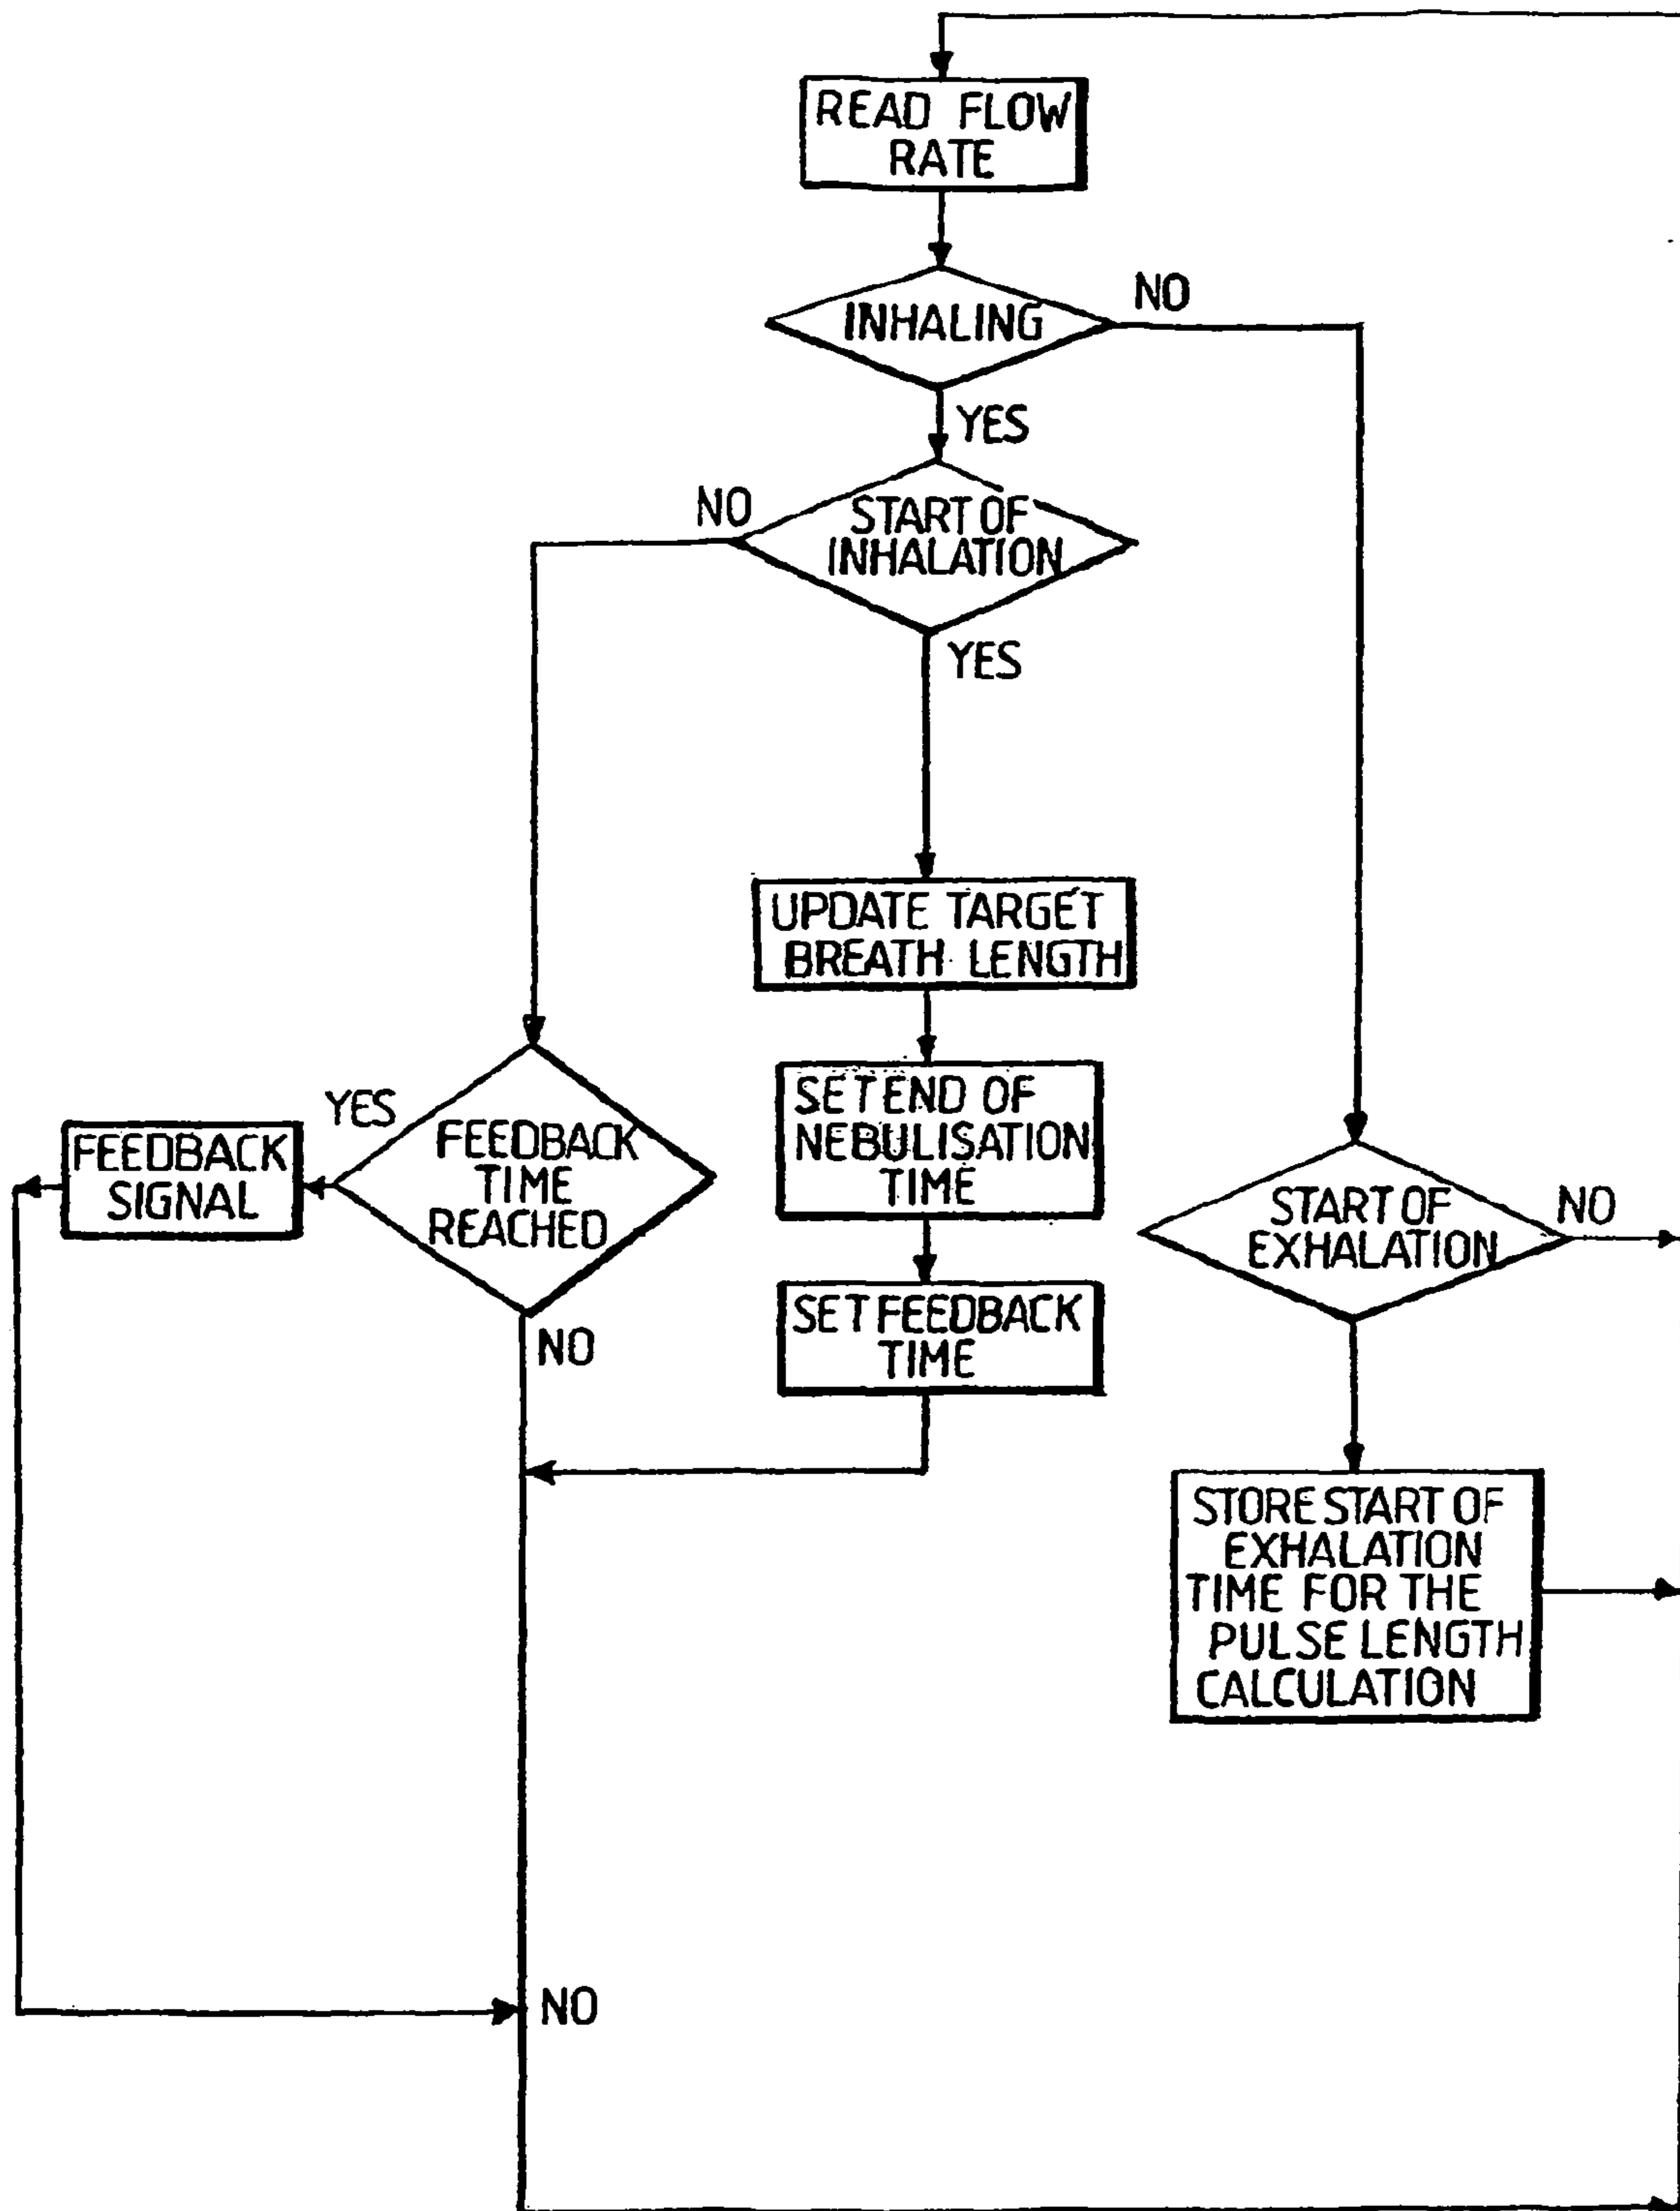 READ FLOW
RATE
INHALING
NO
YES
START OF
INHALATION
NO
YES
UPDATE TARGET
BREATH LENGTH
SET END OF
NEBULISATION
TIME
SET FEEDBACK
TIME
FEEDBACK
TIME
REACHED
YES
NO
FEEDBACK
SIGNAL
START OF
EXHALATION
NO
STORE START OF
EXHALATION
TIME FOR THE
PULSE LENGTH
CALCULATION
NO